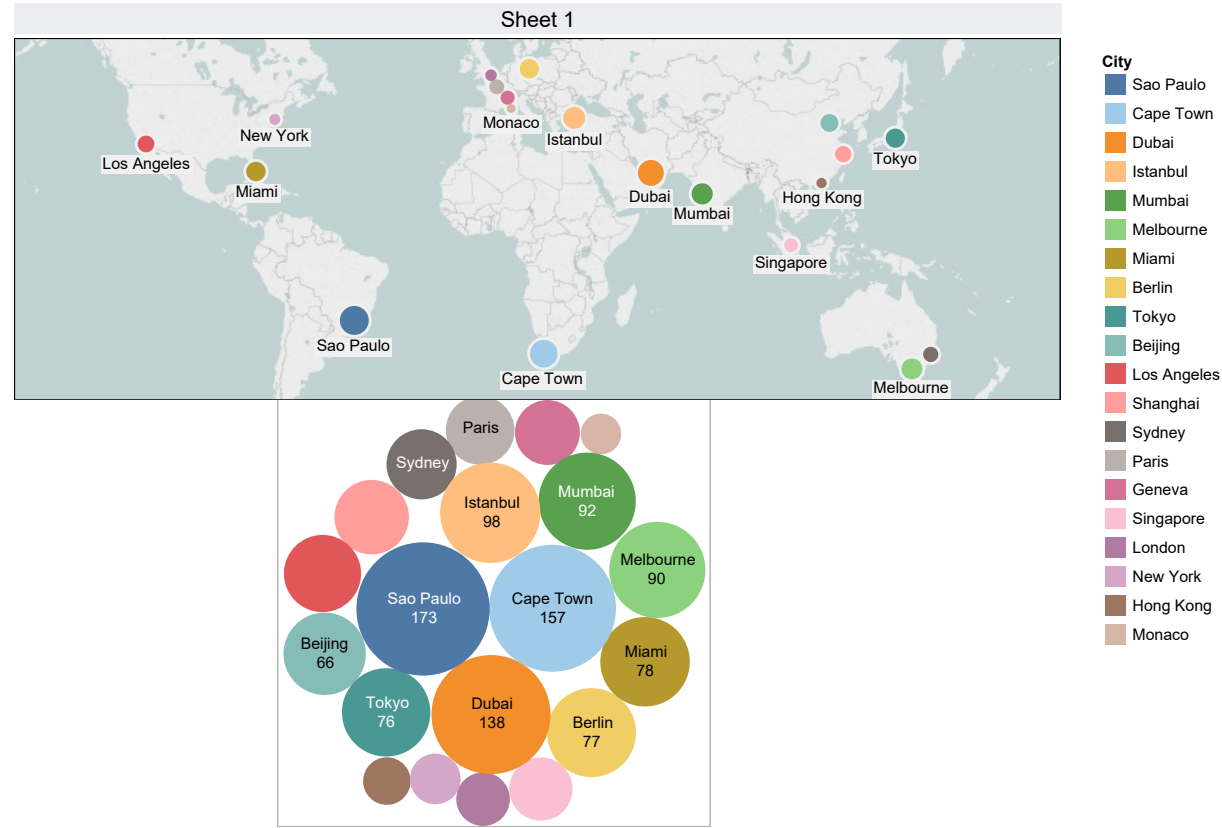 Sheet 1
New York
Los Angeles
Miami
Sao Paulo
Monaco
Istanbul
Cape Town
Dubai
Mumbai
Tokyo
Hong Kong
Singapore
Melbourne
Paris
Sydney
Istanbul
98
Mumbai
92
Melbourne
90
Sao Paulo
173
Cape Town
157
Beijing
66
Miami
78
Tokyo
76
Dubai
138
Berlin
77
City
Sao Paulo
Cape Town
Dubai
Istanbul
Mumbai
Melbourne
Miami
Berlin
Tokyo
Beijing
Los Angeles
Shanghai
Sydney
Paris
Geneva
Singapore
London
New York
Hong Kong
Monaco